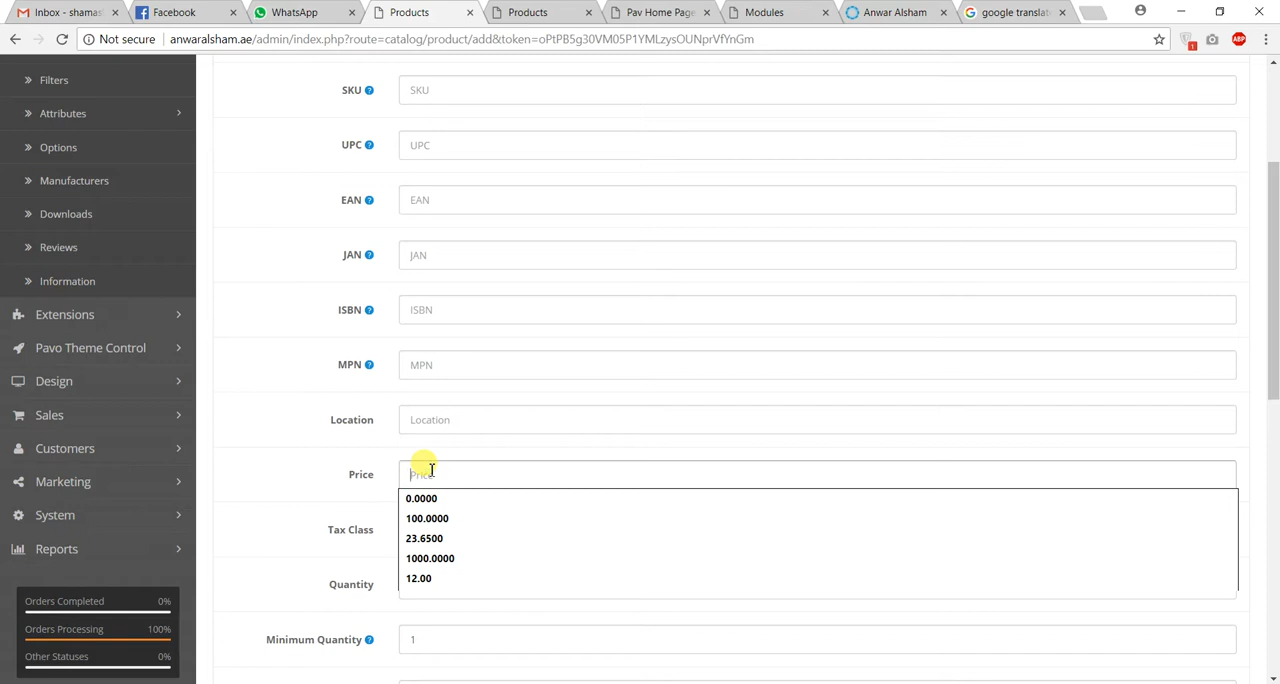 Inbox - shamas
Facebook
WhatsApp
Products
Products
Pav Home Page
Modules
Anwar Alsham
google translat
Not secure
anwaralsham.ae/admin/index.php?route=catalog/product/add&token=oPtPB5g30VM05P1YMLzysOUNprVfYnGm
1
ABP
Filters
Attributes
Options
Manufacturers
Downloads
Reviews
Information
Extensions
Pavo Theme Control
Design
Sales
Customers
Marketing
System
Reports
Orders Completed 0%
Orders Processing 100%
Other Statuses 0%
SKU ? SKU
UPC ? UPC
EAN ? EAN
JAN ? JAN
ISBN ? ISBN
MPN ? MPN
Location Location
Price Price
0.0000
100.0000
23.6500
1000.0000
12.00
Tax Class
Quantity
Minimum Quantity ? 1